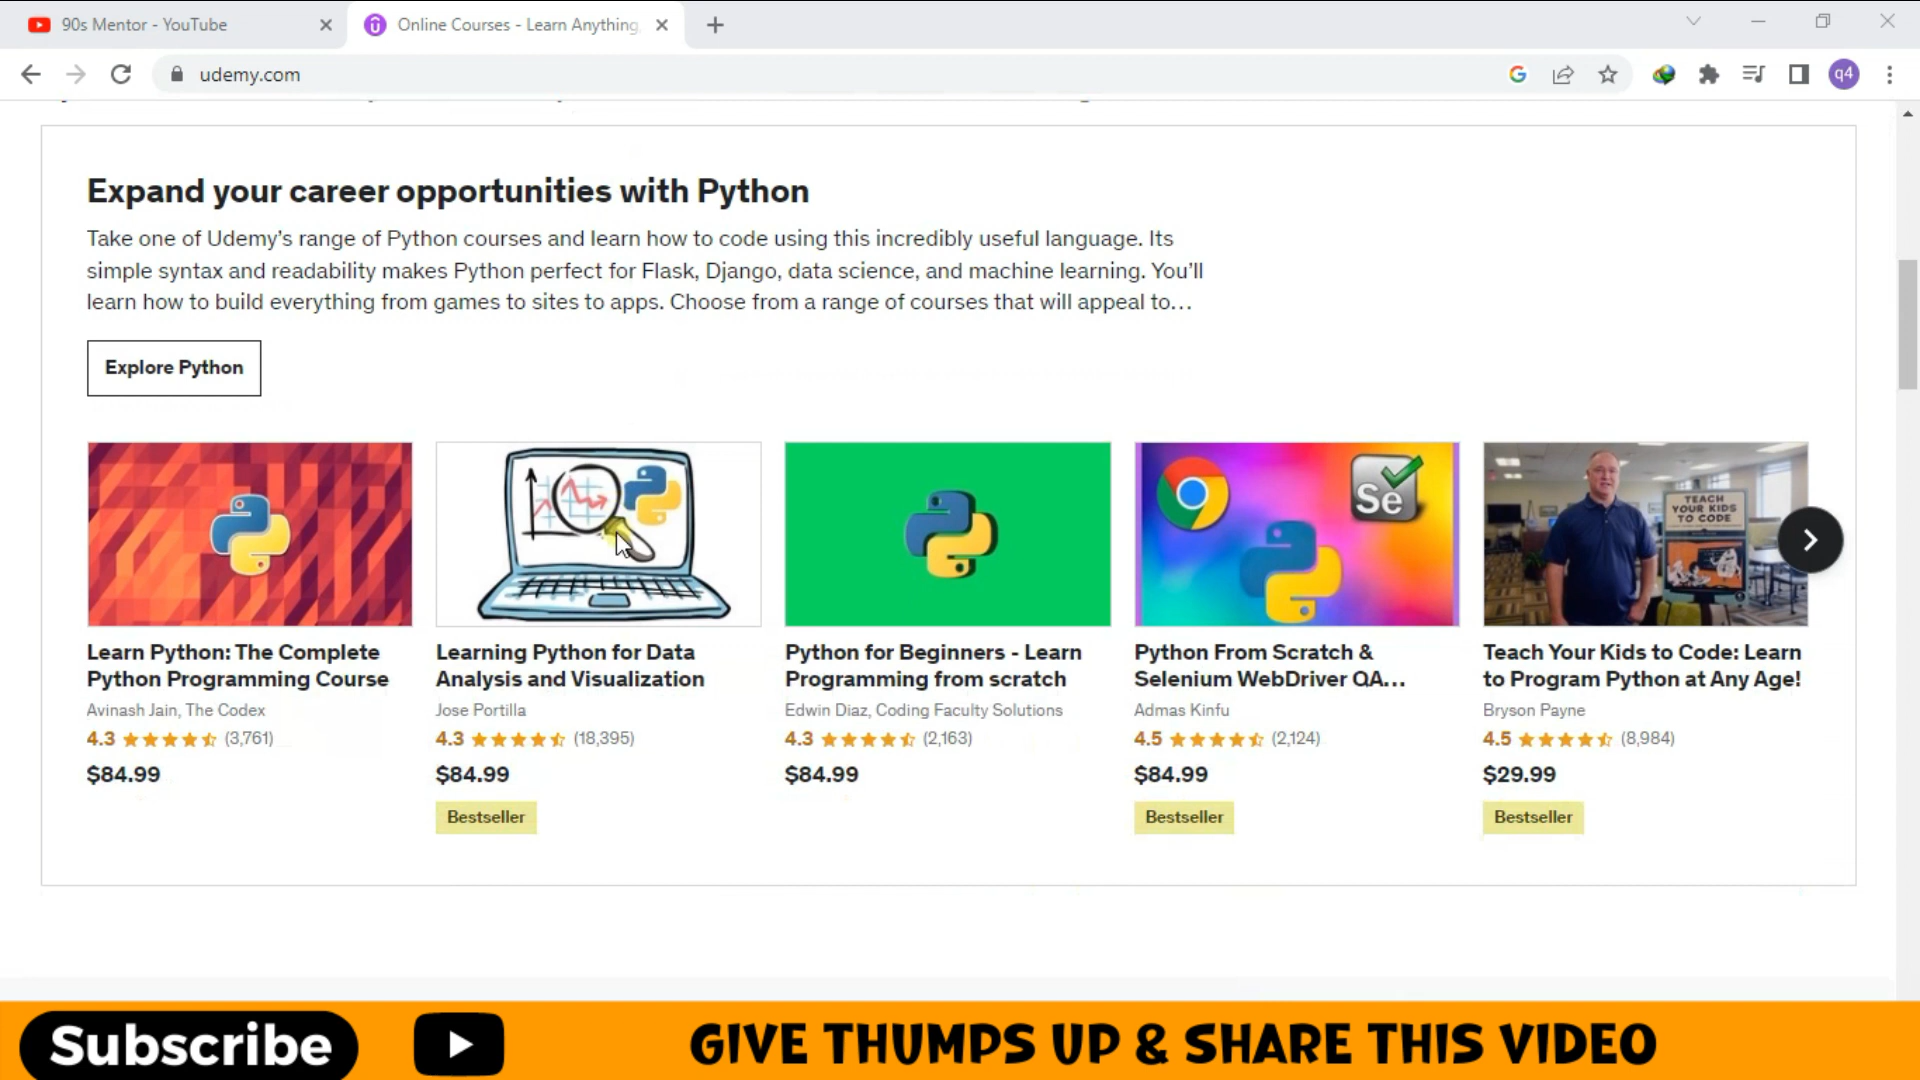 90s Mentor - YouTube
Online Courses - Learn Anything,
udemy.com
q4
Expand your career opportunities with Python
Take one of Udemy's range of Python courses and learn how to code using this incredibly useful language. Its
simple syntax and readability makes Python perfect for Flask, Django, data science, and machine learning. You'll
learn how to build everything from games to sites to apps. Choose from a range of courses that will appeal to...
Explore Python
Se
TEACH
YOUR KIDS
TO CODE
Learn Python: The Complete
Python Programming Course
Avinash Jain, The Codex
4.3 (3,761)
$84.99
Learning Python for Data
Analysis and Visualization
Jose Portilla
4.3 (18,395)
$84.99
Bestseller
Python for Beginners - Learn
Programming from scratch
Edwin Diaz, Coding Faculty Solutions
4.3 (2,163)
$84.99
Python From Scratch &
Selenium WebDriver QA...
Admas Kinfu
4.5 (2,124)
$84.99
Bestseller
Teach Your Kids to Code: Learn
to Program Python at Any Age!
Bryson Payne
4.5 (8,984)
$29.99
Bestseller
Subscribe
GIVE THUMPS UP & SHARE THIS VIDEO